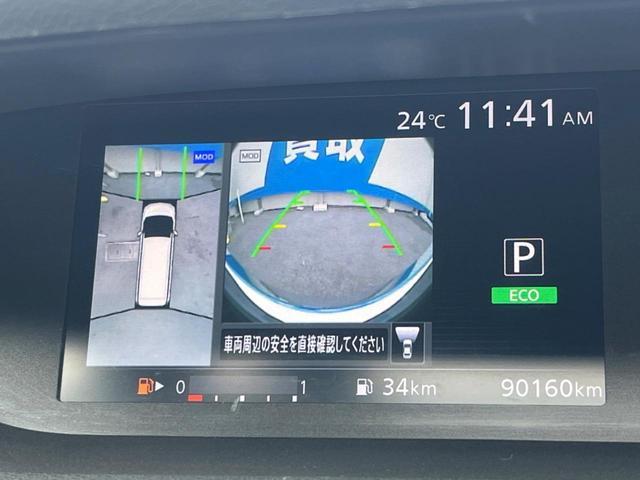 24℃ 11:41 AM
MOD
MOD
買取
P
ECO
車両周辺の安全を直接確認してください
0 1 34km 90160km